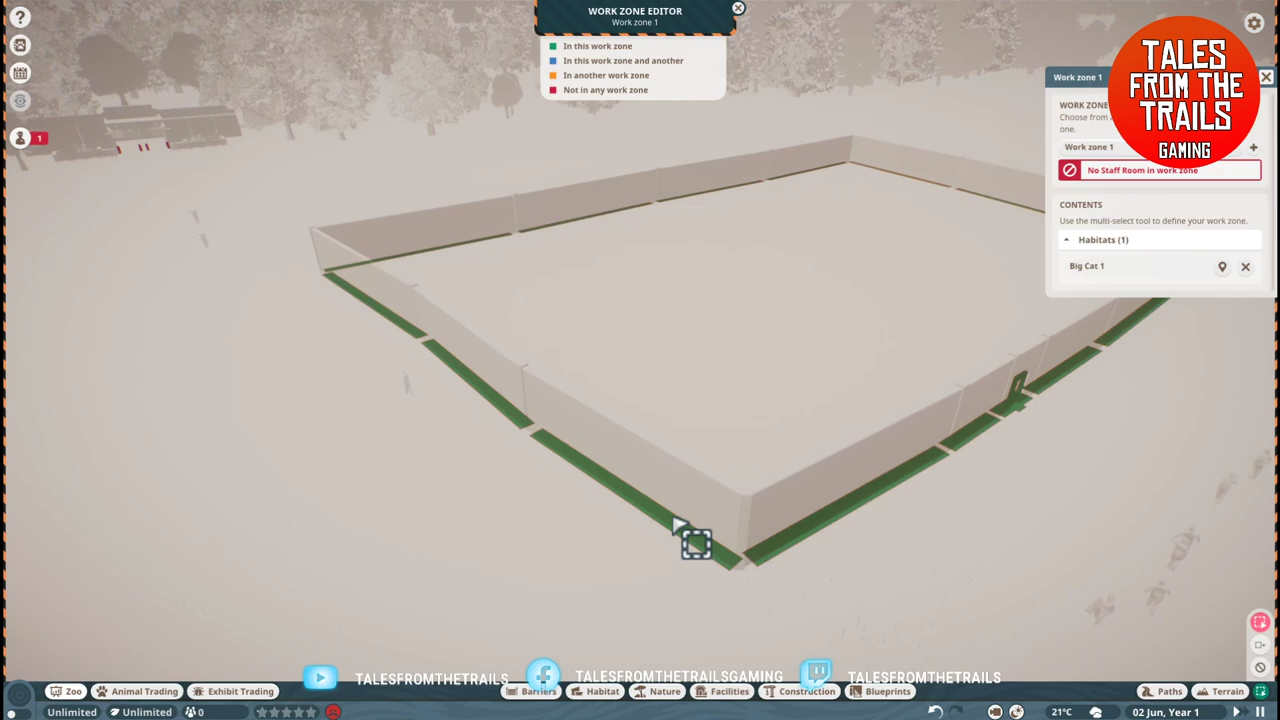 WORK ZONE EDITOR
Work zone 1
In this work zone
In this work zone and another
In another work zone
Not in any work zone
1
Work zone 1
WORK ZONE
Choose from a
one.
Work zone 1
No Staff Room in work zone
CONTENTS
Use the multi-select tool to define your work zone.
Habitats (1)
Big Cat 1
TALES
FROM THE
TRAILS
GAMING
TALESFROMTHETRAILS
TALESFROMTHETRAILSGAMING
TALESFROMTHETRAILS
Zoo
Animal Trading
Exhibit Trading
Barriers
Habitat
Nature
Facilities
Construction
Blueprints
Paths
Terrain
Unlimited
Unlimited
0
21°C
02 Jun, Year 1